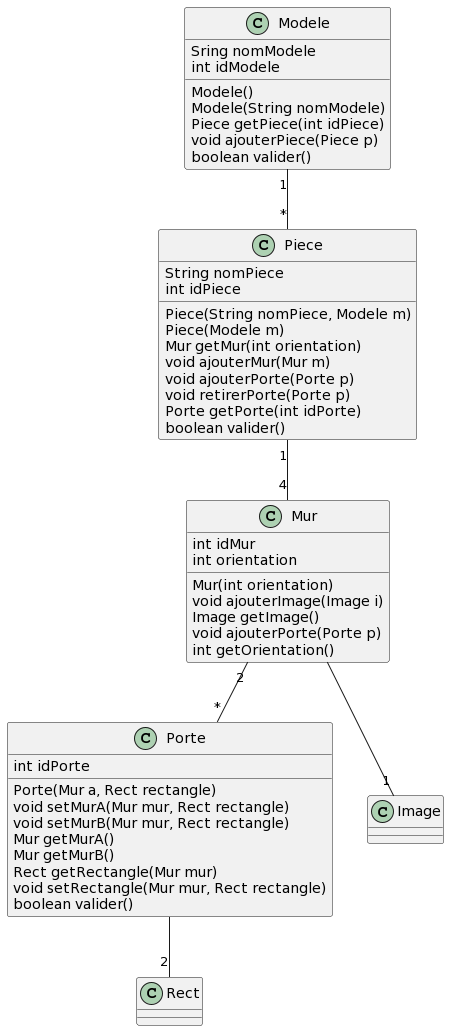 C Modele
Sring nomModele
int idModele
Modele()
Modele(String nomModele)
Piece getPiece(int idPiece)
void ajouterPiece(Piece p)
boolean valider()
1
*
C Piece
String nomPiece
int idPiece
Piece(String nomPiece, Modele m)
Piece(Modele m)
Mur getMur(int orientation)
void ajouterMur(Mur m)
void ajouterPorte(Porte p)
void retirerPorte(Porte p)
Porte getPorte(int idPorte)
boolean valider()
1
4
C Mur
int idMur
int orientation
Mur(int orientation)
void ajouterImage(Image i)
Image getImage()
void ajouterPorte(Porte p)
int getOrientation()
2
*
C Porte
int idPorte
Porte(Mur a, Rect rectangle)
void setMurA(Mur mur, Rect rectangle)
void setMurB(Mur mur, Rect rectangle)
Mur getMurA()
Mur getMurB()
Rect getRectangle(Mur mur)
void setRectangle(Mur mur, Rect rectangle)
boolean valider()
1
C Image
2
C Rect